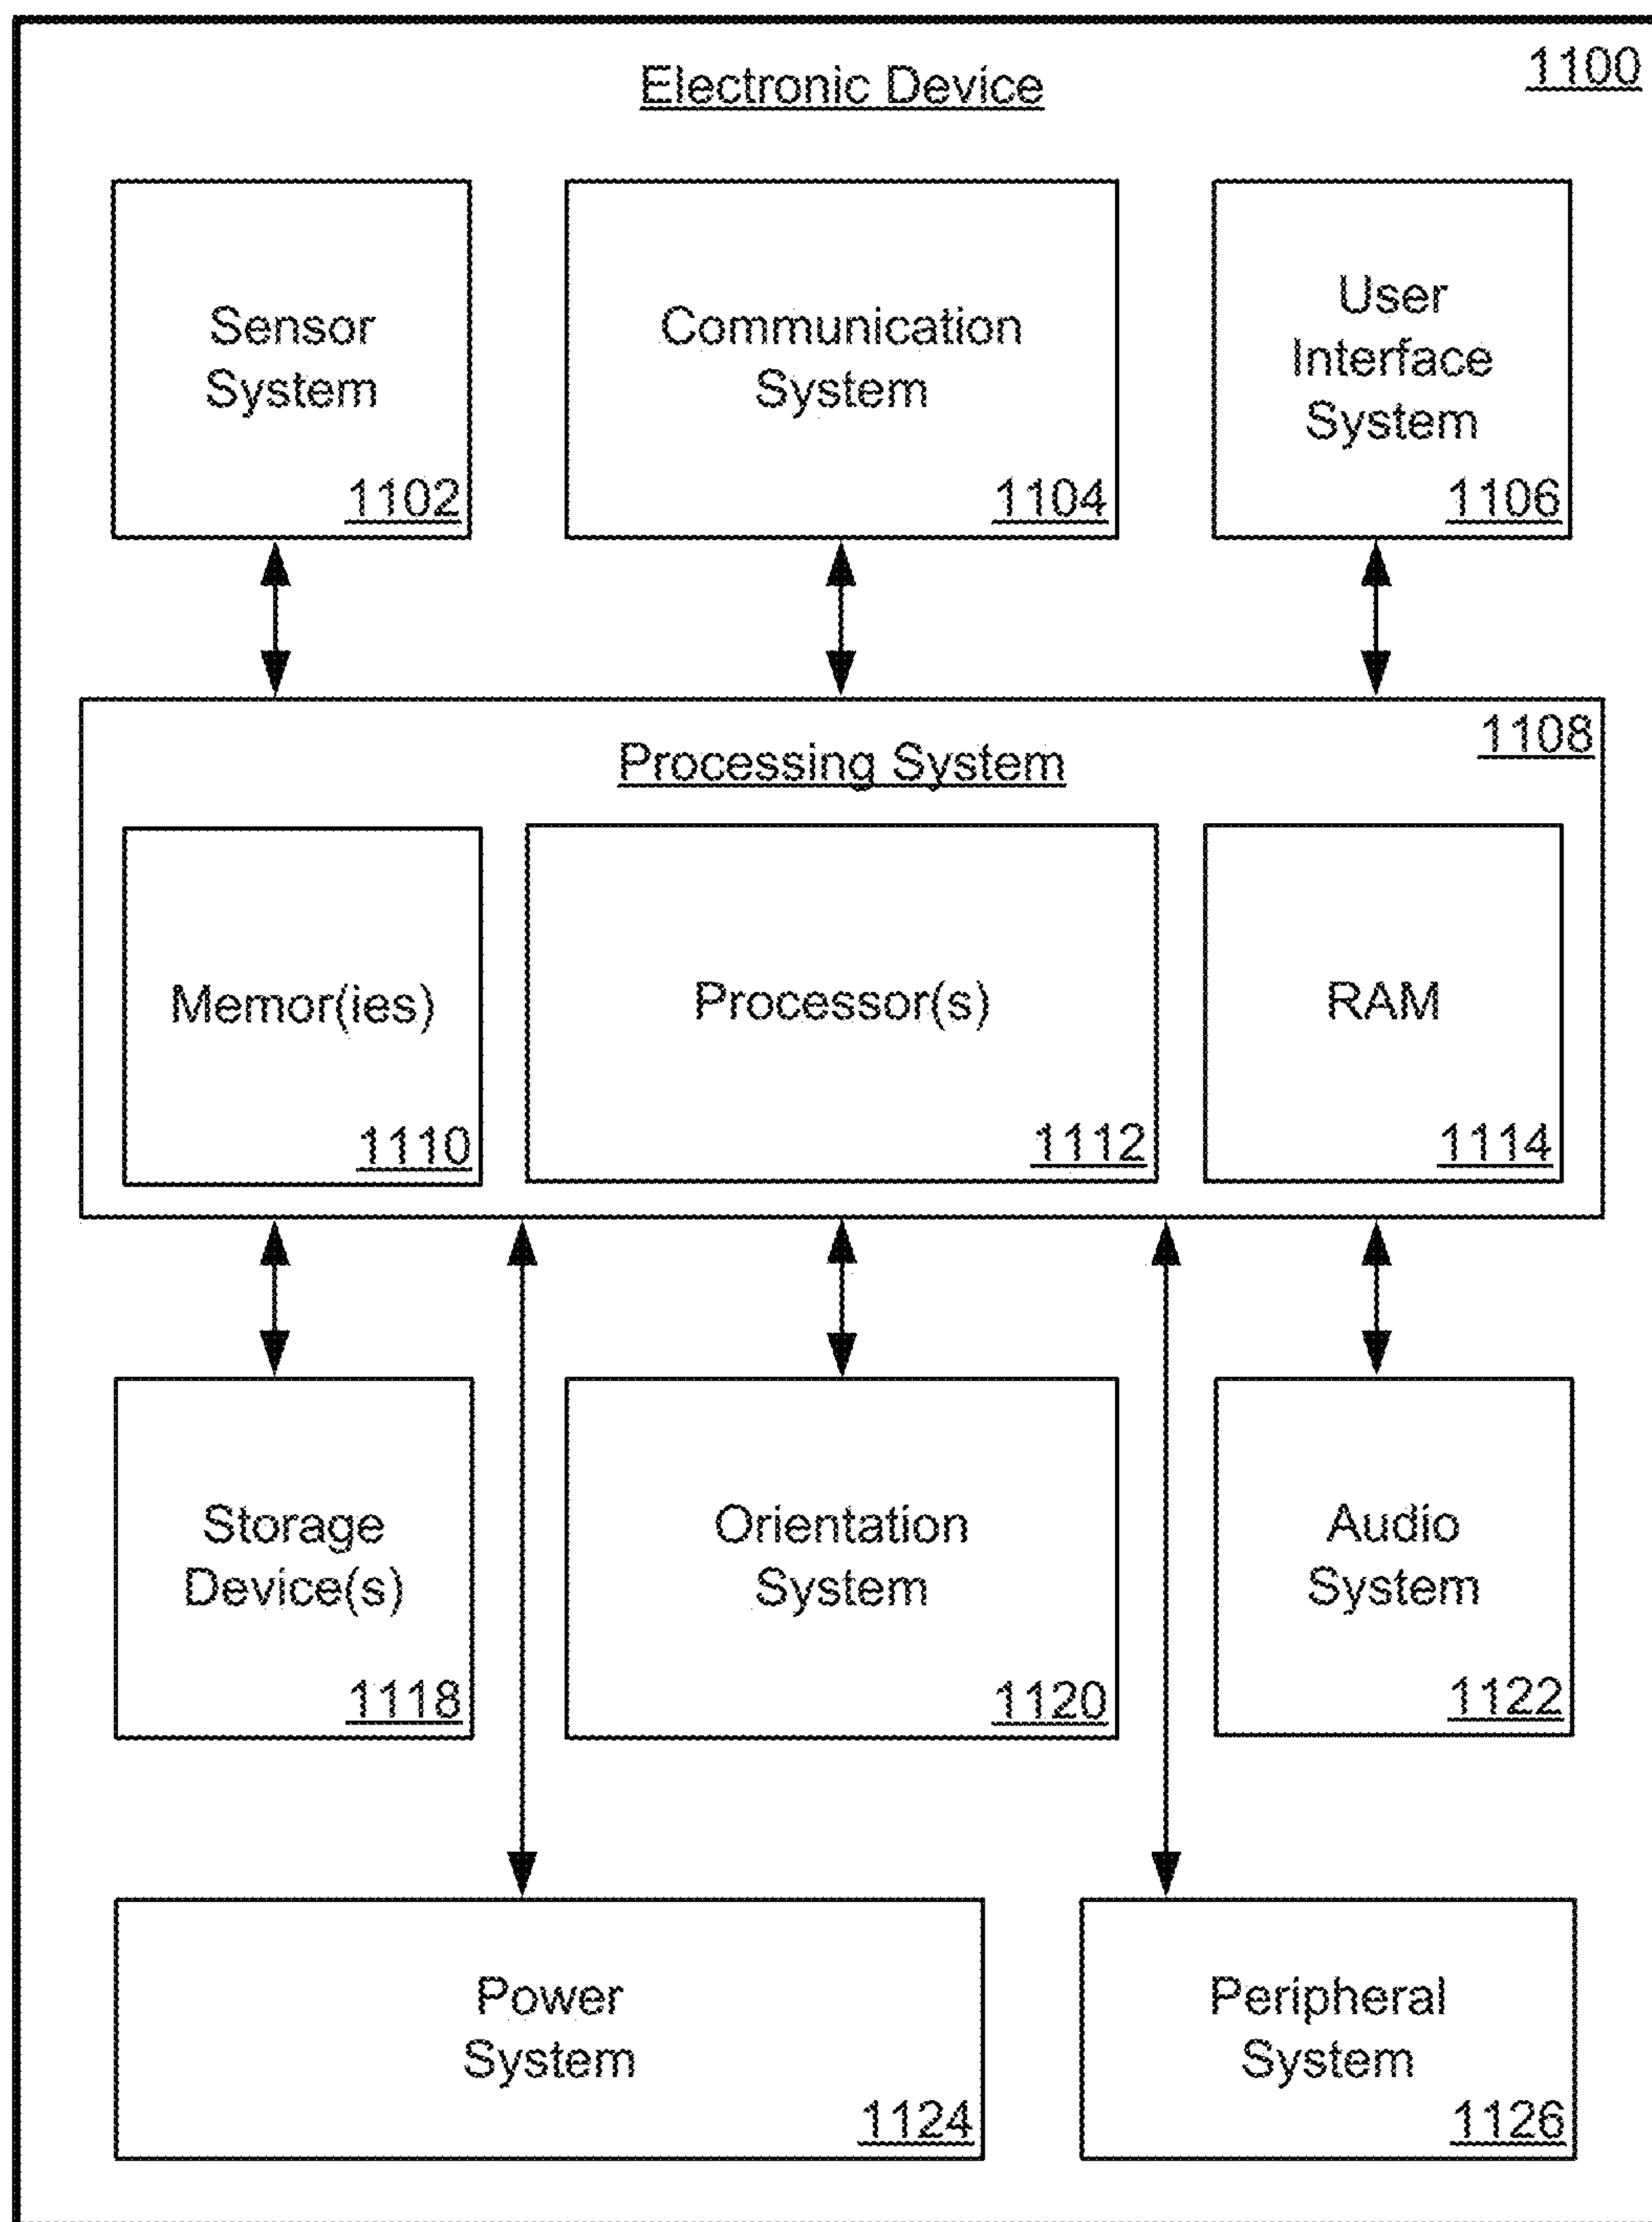 Electronic Device
1100
Sensor
System
1102
Communication
System
1104
User
Interface
System
1106
Processing System
1108
Memor(ies)
1110
Processor(s)
1112
RAM
1114
Storage
Device(s)
1118
Orientation
System
1120
Audio
System
1122
Power
System
1124
Peripheral
System
1126